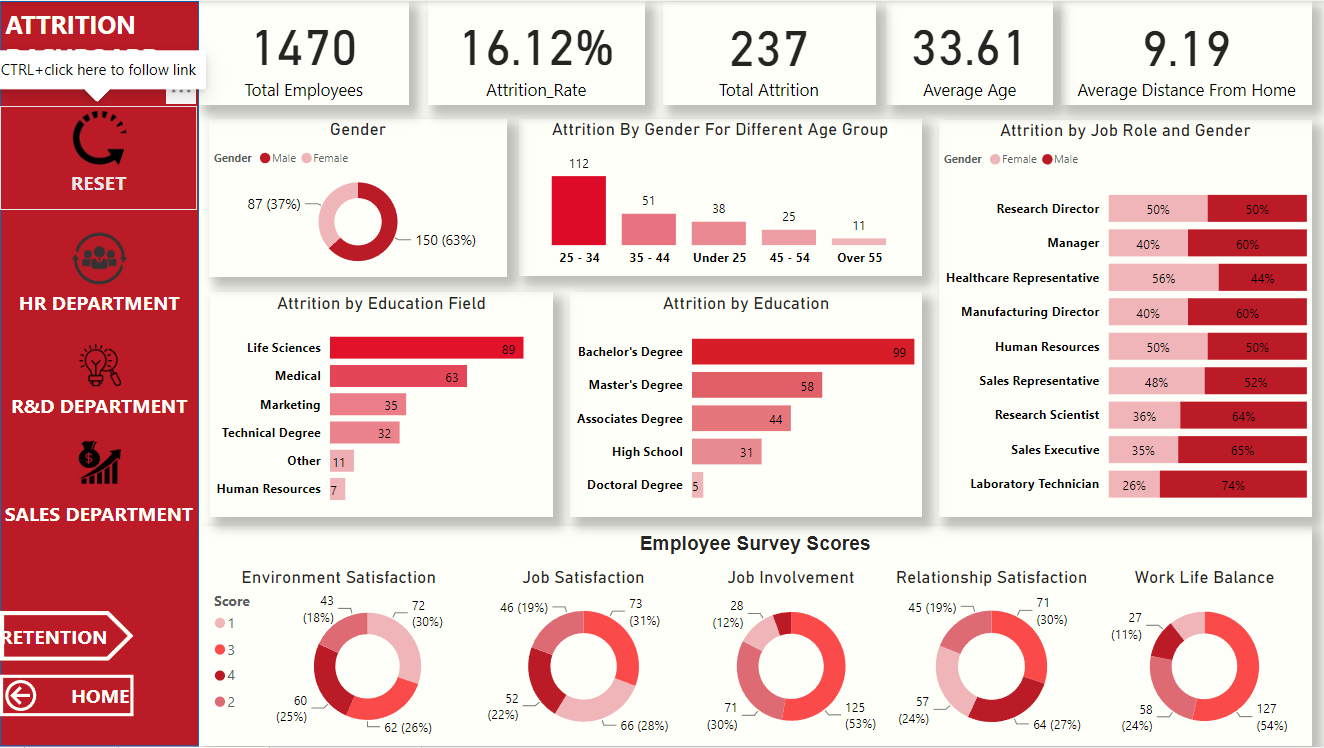 ATTRITION
CTRL+click here to follow link
RESET
HR DEPARTMENT
R&D DEPARTMENT
SALES DEPARTMENT
RETENTION
HOME
1470
Total Employees
16.12%
Attrition_Rate
237
Total Attrition
33.61
Average Age
9.19
Average Distance From Home
Gender
Gender Male Female
87 (37%)
150 (63%)
Attrition By Gender For Different Age Group
112
51
38
25
11
25 - 34 35 - 44 Under 25 45 - 54 Over 55
Attrition by Job Role and Gender
Gender Female Male
Research Director 50% 50%
Manager 40% 60%
Healthcare Representative 56% 44%
Manufacturing Director 40% 60%
Human Resources 50% 50%
Sales Representative 48% 52%
Research Scientist 36% 64%
Sales Executive 35% 65%
Laboratory Technician 26% 74%
Attrition by Education Field
Life Sciences 89
Medical 63
Marketing 35
Technical Degree 32
Other 11
Human Resources 7
Attrition by Education
Bachelor's Degree 99
Master's Degree 58
Associates Degree 44
High School 31
Doctoral Degree 5
Employee Survey Scores
Score
1
3
4
2
Environment Satisfaction
43
(18%)
72
(30%)
60
(25%)
62 (26%)
Job Satisfaction
46 (19%)
73
(31%)
52
(22%)
66 (28%)
Job Involvement
28
(12%)
71
(30%)
125
(53%)
Relationship Satisfaction
45 (19%)
71
(30%)
57
(24%)
64 (27%)
Work Life Balance
27
(11%)
58
(24%)
127
(54%)